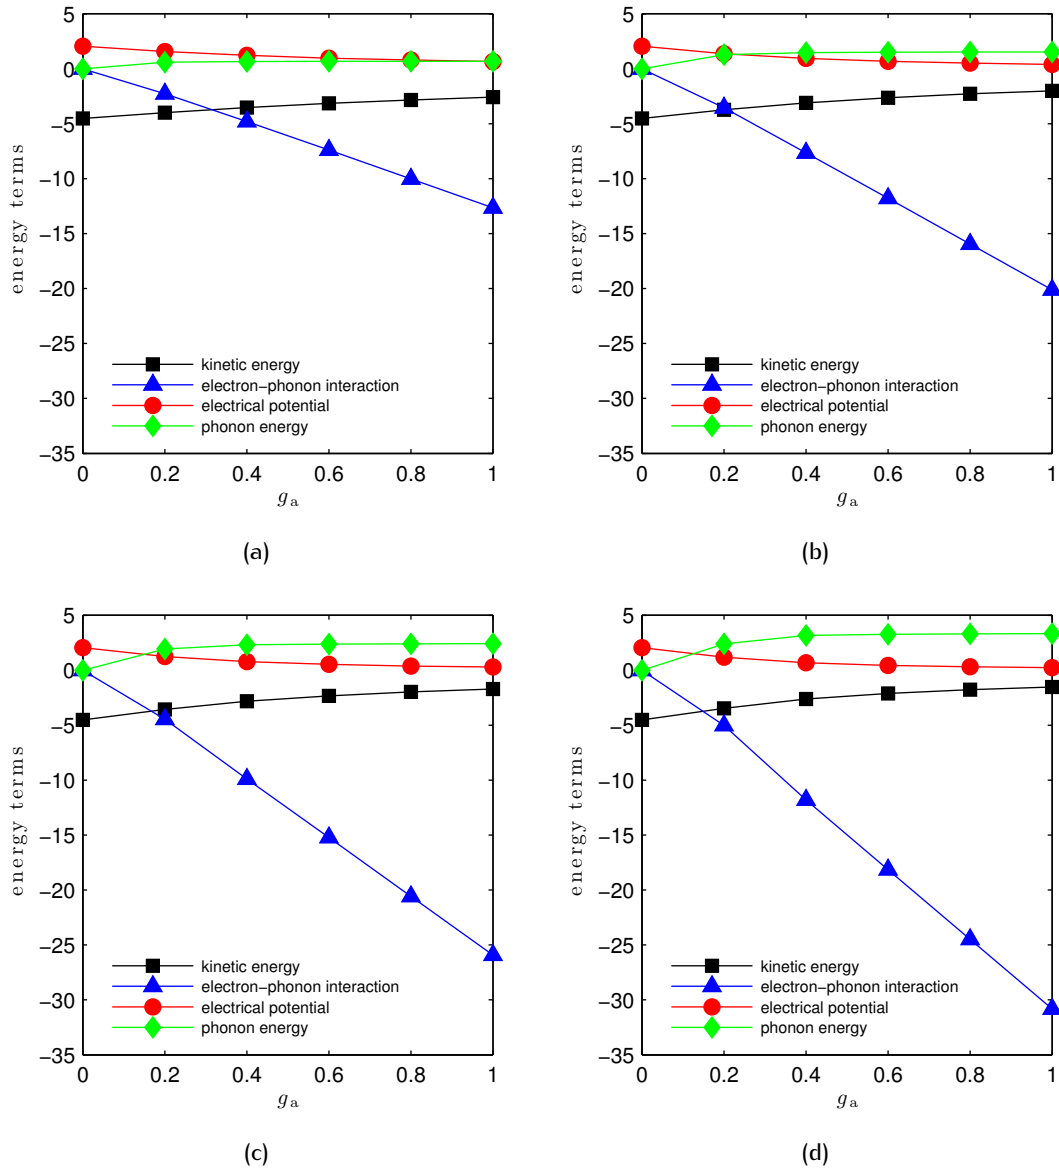 5
0
−5
−10
−15
−20
−25
−30
−35
energy terms
kinetic energy
electron−phonon interaction
electrical potential
phonon energy
0 0.2 0.4 0.6 0.8 1
g a
(a)
5
0
−5
−10
−15
−20
−25
−30
−35
energy terms
kinetic energy
electron−phonon interaction
electrical potential
phonon energy
0 0.2 0.4 0.6 0.8 1
g a
(b)
5
0
−5
−10
−15
−20
−25
−30
−35
energy terms
kinetic energy
electron−phonon interaction
electrical potential
phonon energy
0 0.2 0.4 0.6 0.8 1
g a
(c)
5
0
−5
−10
−15
−20
−25
−30
−35
energy terms
kinetic energy
electron−phonon interaction
electrical potential
phonon energy
0 0.2 0.4 0.6 0.8 1
g a
(d)